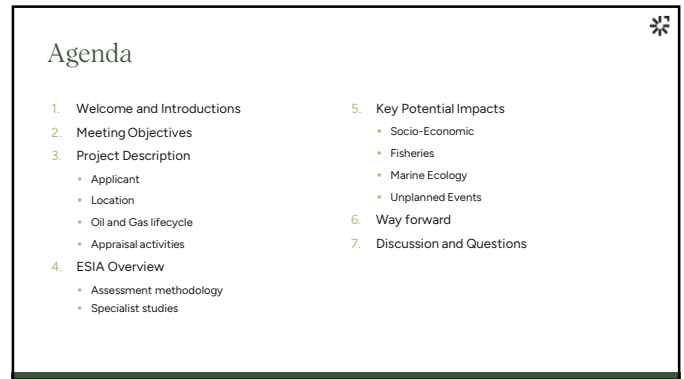 Agenda
1. Welcome and Introductions
2. Meeting Objectives
3. Project Description
• Applicant
• Location
• Oil and Gas lifecycle
• Appraisal activities
4. ESIA Overview
• Assessment methodology
• Specialist studies
5. Key Potential Impacts
• Socio-Economic
• Fisheries
• Marine Ecology
• Unplanned Events
6. Way forward
7. Discussion and Questions